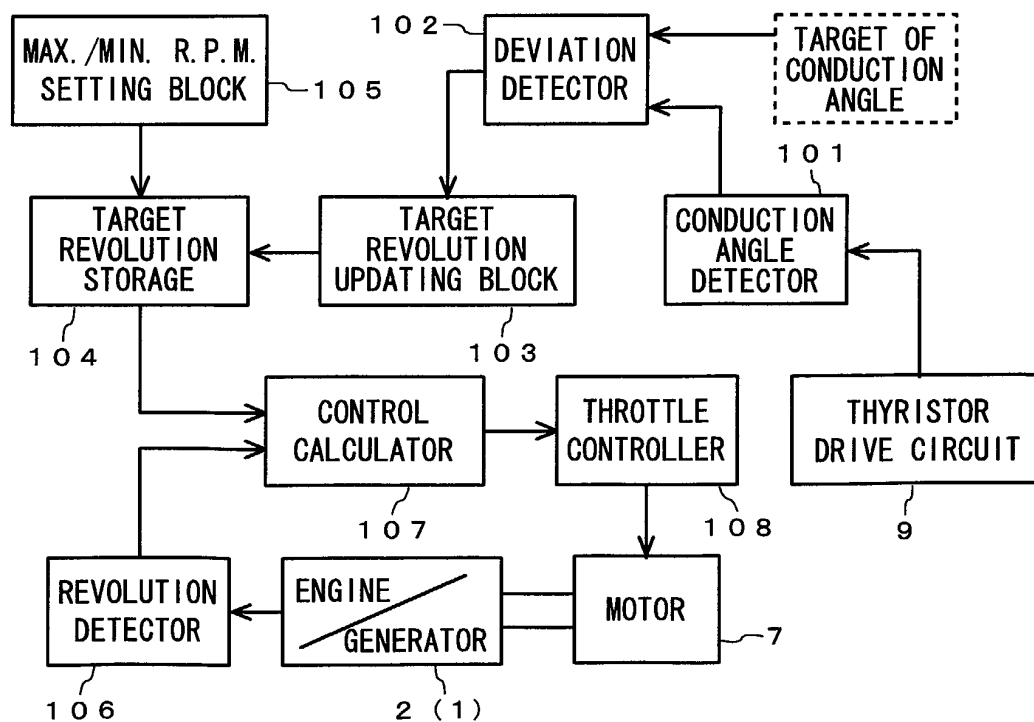 MAX./MIN. R.P.M.
SETTING BLOCK
105
102
DEVIATION
DETECTOR
TARGET OF
CONDUCTION
ANGLE
101
TARGET
REVOLUTION
STORAGE
104
TARGET
REVOLUTION
UPDATING BLOCK
103
CONDUCTION
ANGLE
DETECTOR
CONTROL
CALCULATOR
107
THROTTLE
CONTROLLER
108
THYRISTOR
DRIVE CIRCUIT
9
REVOLUTION
DETECTOR
106
ENGINE
GENERATOR
2 (1)
MOTOR
7